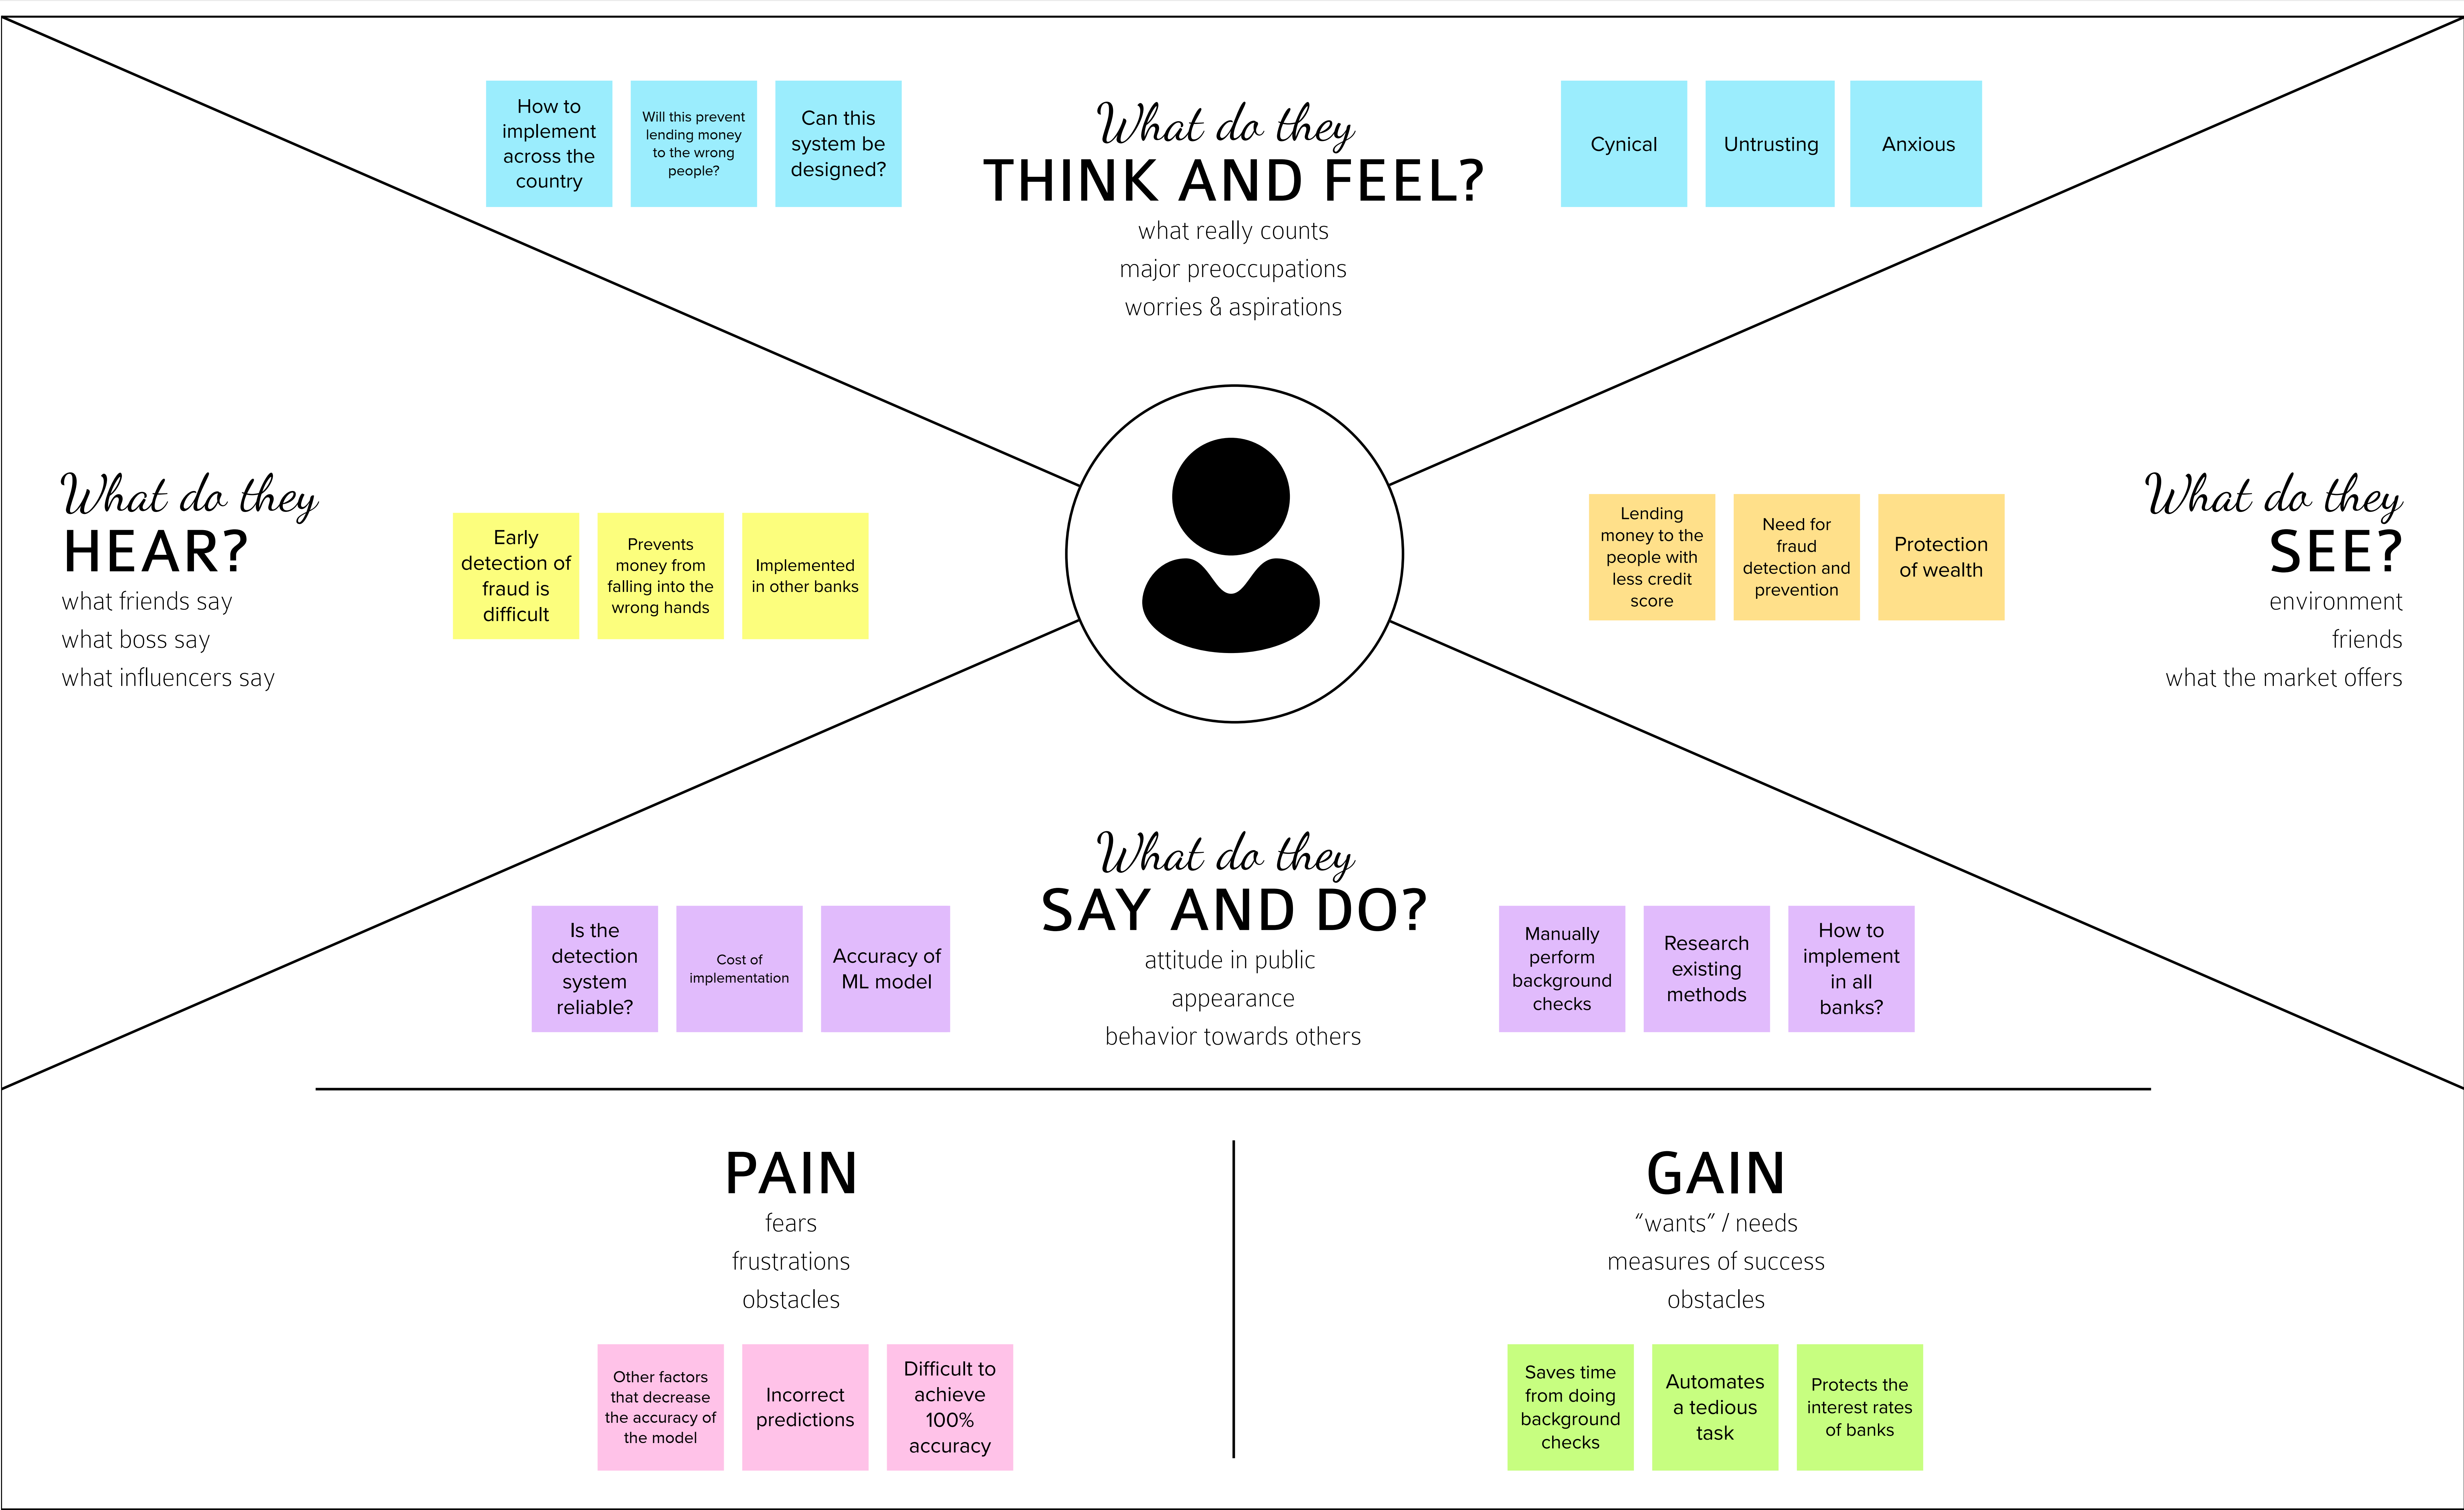 How to
implement
across the
country
Will this prevent
lending money
to the wrong
people?
Can this
system be
designed?
What do they
THINK AND FEEL?
what really counts
major preoccupations
worries & aspirations
Cynical
Untrusting
Anxious
What do they
HEAR?
what friends say
what boss say
what influencers say
Early
detection of
fraud is
difficult
Prevents
money from
falling into the
wrong hands
Implemented
in other banks
Lending
money to the
people with
less credit
score
Need for
fraud
detection and
prevention
Protection
of wealth
What do they
SEE?
environment
friends
what the market offers
Is the
detection
system
reliable?
Cost of
implementation
Accuracy of
ML model
What do they
SAY AND DO?
attitude in public
appearance
behavior towards others
Manually
perform
background
checks
Research
existing
methods
How to
implement
in all
banks?
PAIN
fears
frustrations
obstacles
Other factors
that decrease
the accuracy of
the model
Incorrect
predictions
Difficult to
achieve
100%
accuracy
GAIN
“wants” / needs
measures of success
obstacles
Saves time
from doing
background
checks
Automates
a tedious
task
Protects the
interest rates
of banks